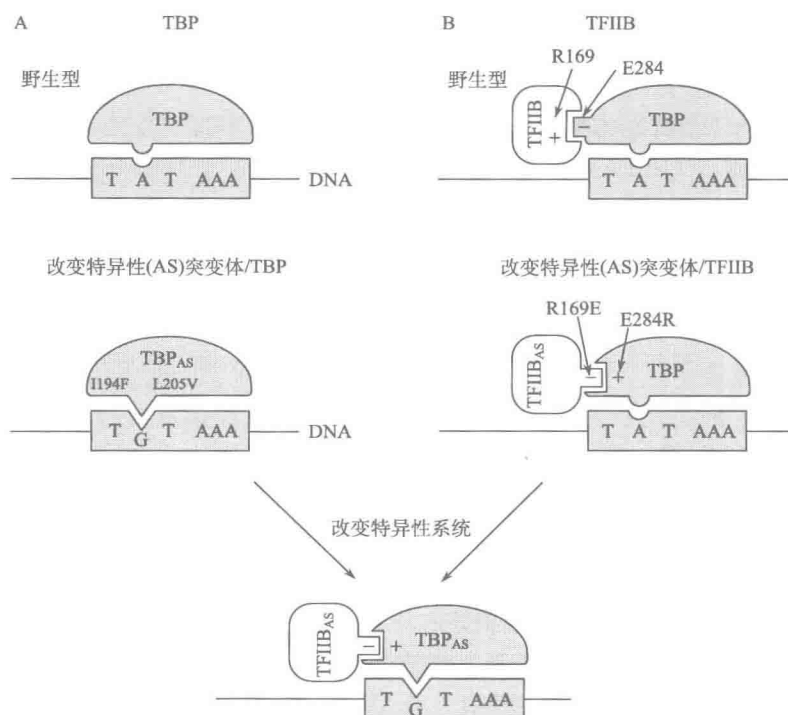 A TBP
野生型
TBP
T A T AAA
DNA
改变特异性(AS)突变体/TBP
TBPAS
I194F L205V
T G T AAA
DNA
B TFIIB
R169
野生型
E284
TFIIB
+
−
TBP
T A T AAA
改变特异性(AS)突变体/TFIIB
R169E
E284R
TFIIBAS
− +
TBP
T A T AAA
改变特异性系统
TFIIBAS
− +
TBPAS
T G T AAA